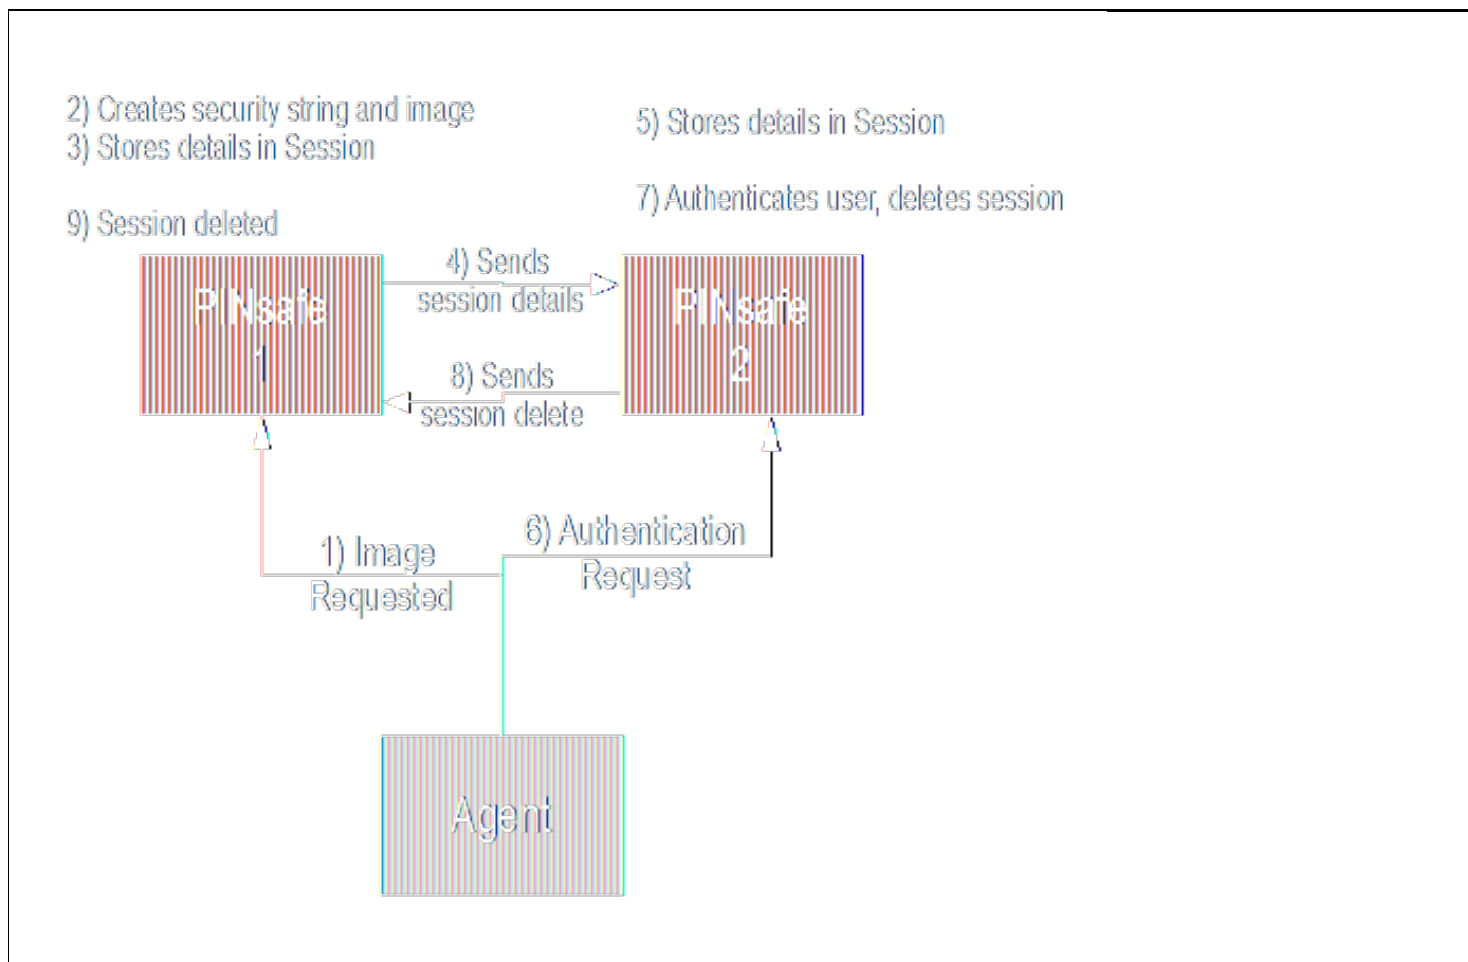 2) Creates security string and image
3) Stores details in Session
9) Session deleted
5) Stores details in Session
7) Authenticates user, deletes session
PINsafe
1
4) Sends
session details
8) Sends
session delete
PINsafe
2
1) Image
Requested
6) Authentication
Request
Agent